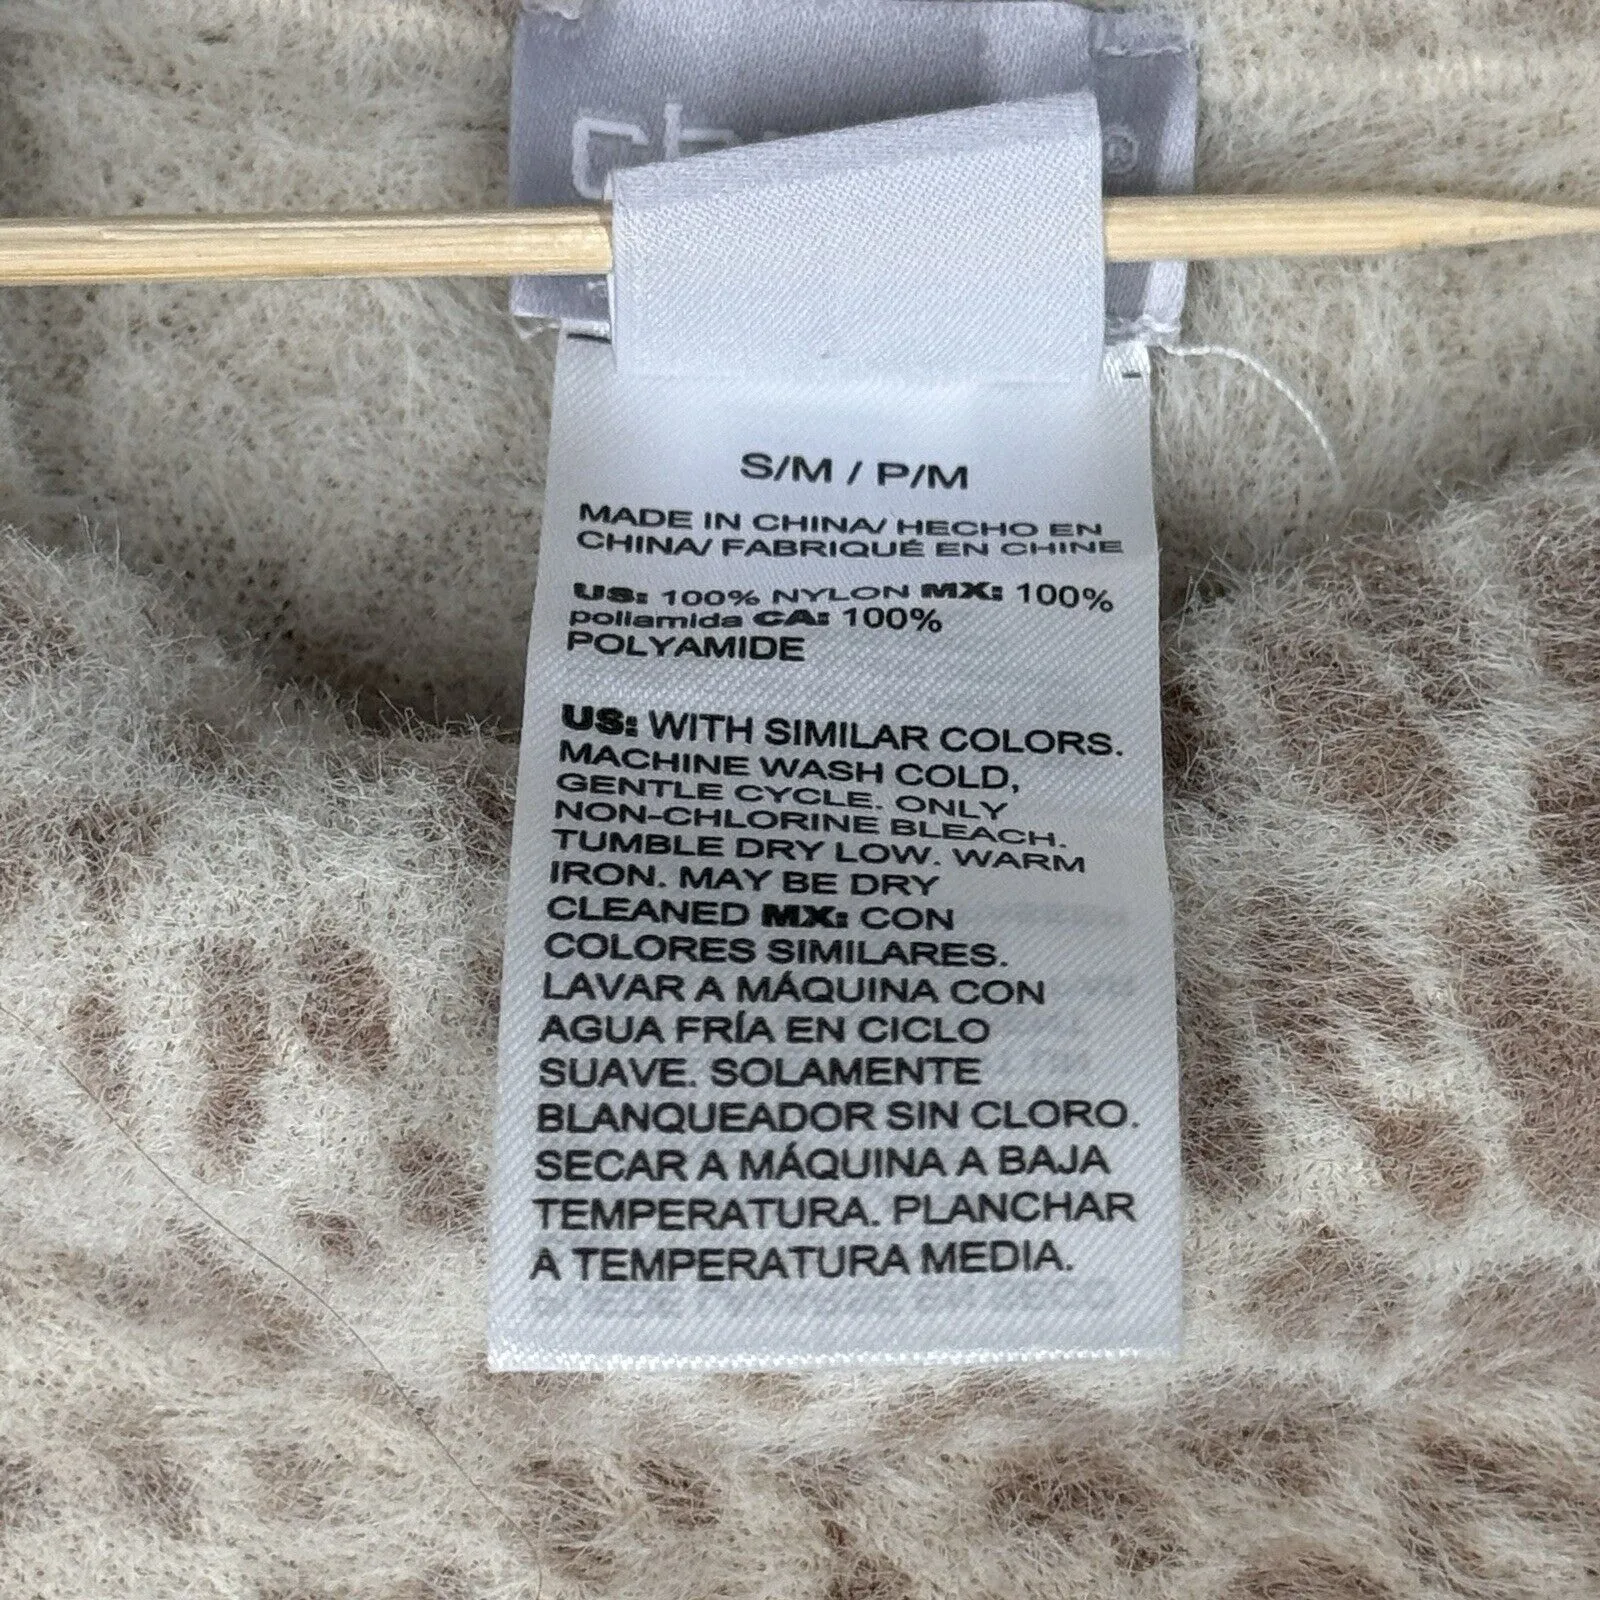 S/M / P/M
MADE IN CHINA/ HECHO EN
CHINA/ FABRIQUÉ EN CHINE
US: 100% NYLON MX: 100%
poliamida CA: 100%
POLYAMIDE
US: WITH SIMILAR COLORS.
MACHINE WASH COLD,
GENTLE CYCLE. ONLY
NON-CHLORINE BLEACH.
TUMBLE DRY LOW. WARM
IRON. MAY BE DRY
CLEANED MX: CON
COLORES SIMILARES.
LAVAR A MÁQUINA CON
AGUA FRÍA EN CICLO
SUAVE. SOLAMENTE
BLANQUEADOR SIN CLORO.
SECAR A MÁQUINA A BAJA
TEMPERATURA. PLANCHAR
A TEMPERATURA MEDIA.